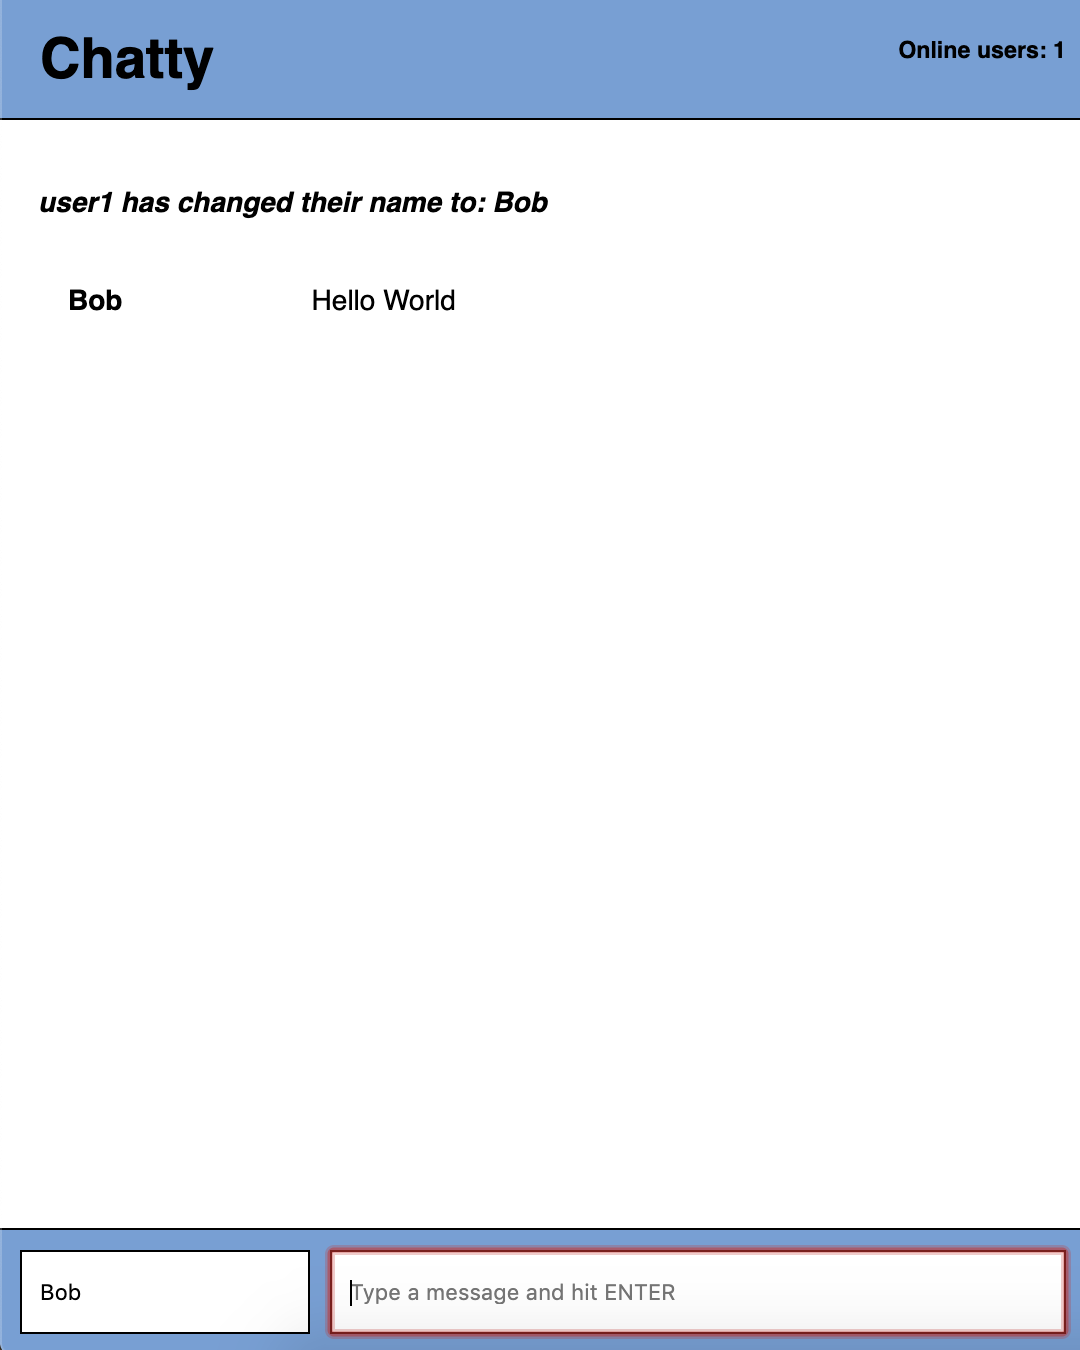 Chatty
Online users: 1
user1 has changed their name to: Bob
Bob Hello World
Bob
Type a message and hit ENTER